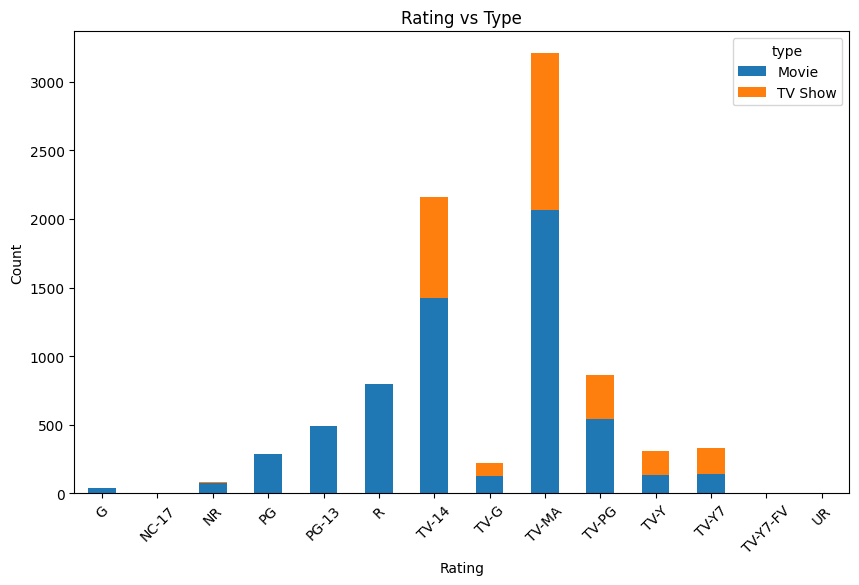 Rating vs Type
type
Movie
TV Show
Count
3000
2500
2000
1500
1000
500
0
G NC-17 NR PG PG-13 R TV-14 TV-G TV-MA TV-PG TV-Y TV-Y7 TV-Y7-FV UR
Rating